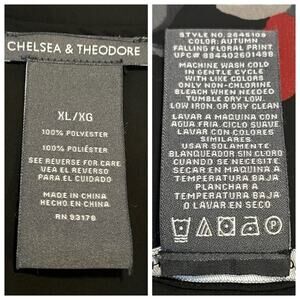 CHELSEA & THEODORE
XL/XG
100% POLYESTER
100% POLIÉSTER
SEE REVERSE FOR CARE
VEA EL REVERSO
PARA EL CUIDADO
MADE IN CHINA
HECHO EN CHINA
RN 93178
STYLE NO. 2645109
COLOR: AUTUMN
FALLING FLORAL PRINT
UPC# 884402601498
MACHINE WASH COLD
IN GENTLE CYCLE
WITH LIKE COLORS
ONLY NON-CHLORINE
BLEACH WHEN NEEDED
TUMBLE DRY LOW
LOW IRON, OR DRY CLEAN
LAVAR A MAQUINA CON
AGUA FRIA, CICLO SUAVE
LAVAR CON COLORES
SIMILARES
USAR SOLAMENTE
BLANQUEADOR SIN CLORO
CUANDO SE NECESITE
SECAR EN MAQUINA A
TEMPERATURA BAJA
PLANCHAR A
TEMPERATURA BAJA
O LAVAR EN SECO